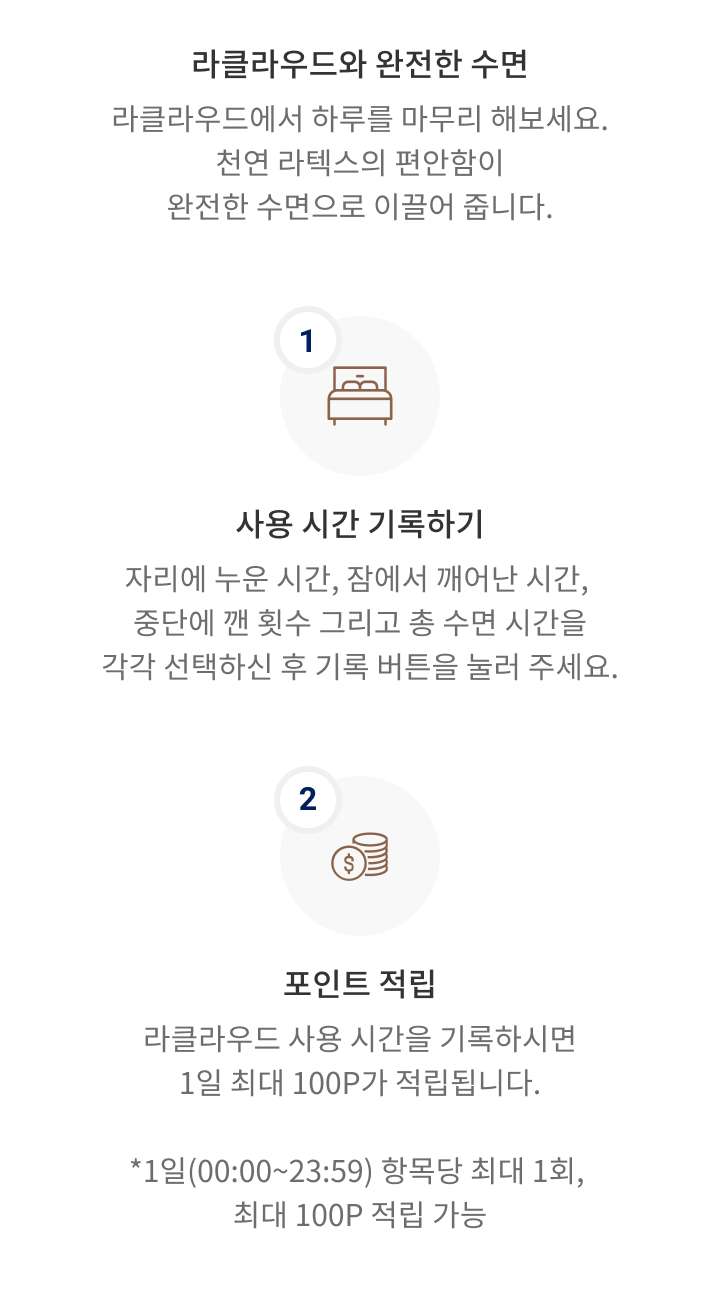 라클라우드와 완전한 수면
라클라우드에서 하루를 마무리 해보세요.
천연 라텍스의 편안함이
완전한 수면으로 이끌어 줍니다.
1
사용 시간 기록하기
자리에 누운 시간, 잠에서 깨어난 시간,
중단에 깬 횟수 그리고 총 수면 시간을
각각 선택하신 후 기록 버튼을 눌러 주세요.
2
$
포인트 적립
라클라우드 사용 시간을 기록하시면
1일 최대 100P가 적립됩니다.
*1일(00:00~23:59) 항목당 최대 1회,
최대 100P 적립 가능